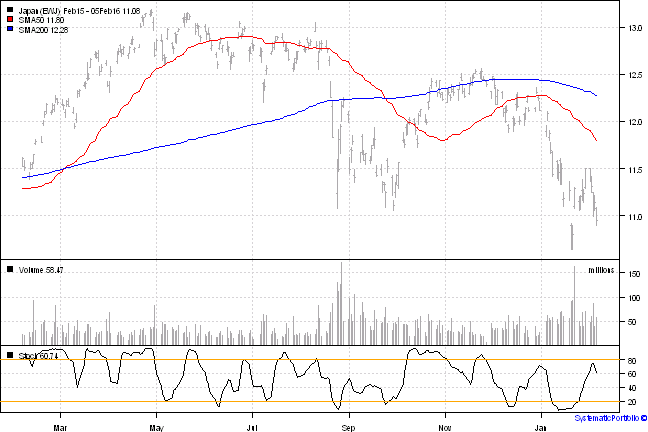 Japan (EWJ) Feb15 - 05Feb16 11.08
SMA50 11.80
SMA200 12.28
13.0
12.5
12.0
11.5
11.0
Volume 58.47
millions
150
100
50
Stock 60.74
80
60
40
20
Mar
May
Jul
Sep
Nov
Jan
SystematicPortfolio ©